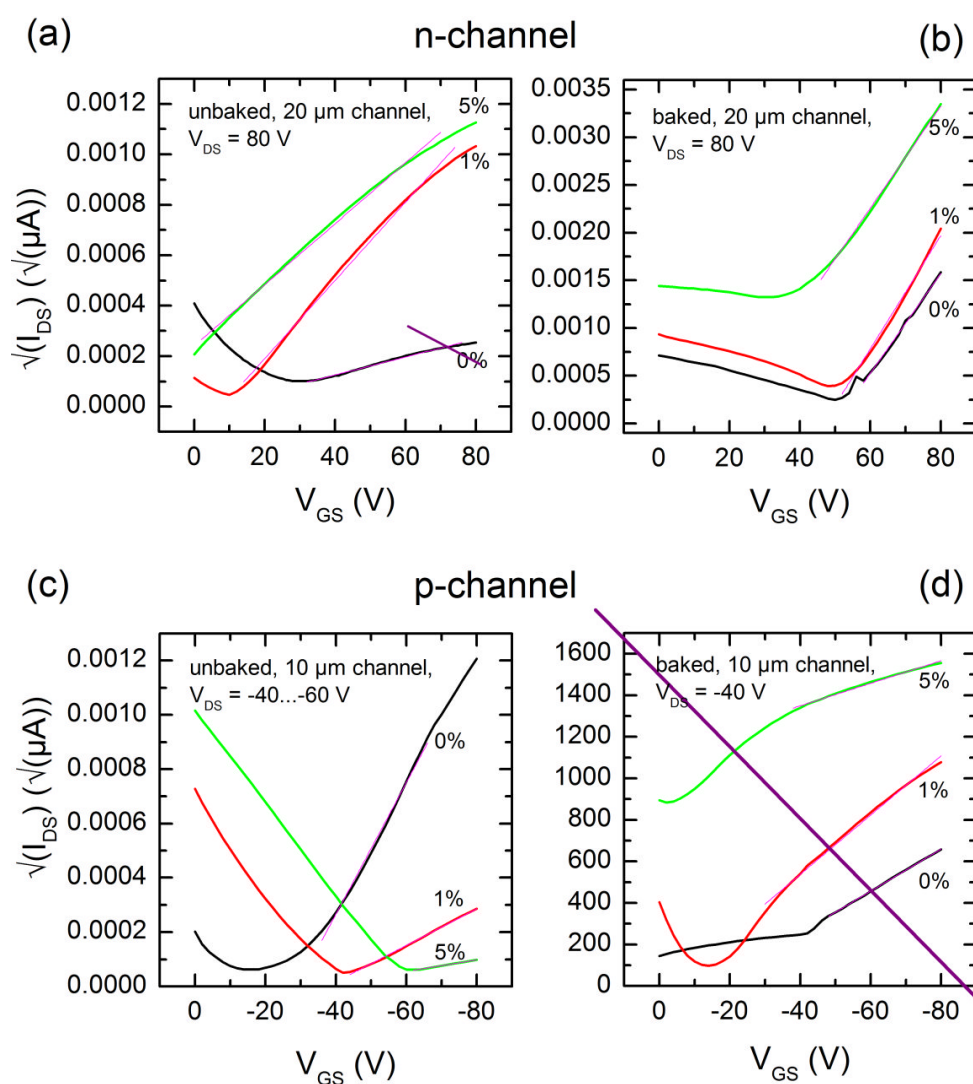 (a)
n-channel
(b)
unbaked, 20 µm channel,
V_DS = 80 V
5%
1%
0%
0.0012
0.0010
0.0008
0.0006
0.0004
0.0002
0.0000
√(I_DS) (√(µA))
0 20 40 60 80
V_GS (V)
baked, 20 µm channel,
V_DS = 80 V
5%
1%
0%
0.0035
0.0030
0.0025
0.0020
0.0015
0.0010
0.0005
0.0000
0 20 40 60 80
V_GS (V)
(c)
p-channel
(d)
unbaked, 10 µm channel,
V_DS = -40...-60 V
0%
1%
5%
0.0012
0.0010
0.0008
0.0006
0.0004
0.0002
0.0000
√(I_DS) (√(µA))
0 -20 -40 -60 -80
V_GS (V)
baked, 10 µm channel,
V_DS = -40 V
5%
1%
0%
1600
1400
1200
1000
800
600
400
200
0
0 -20 -40 -60 -80
V_GS (V)